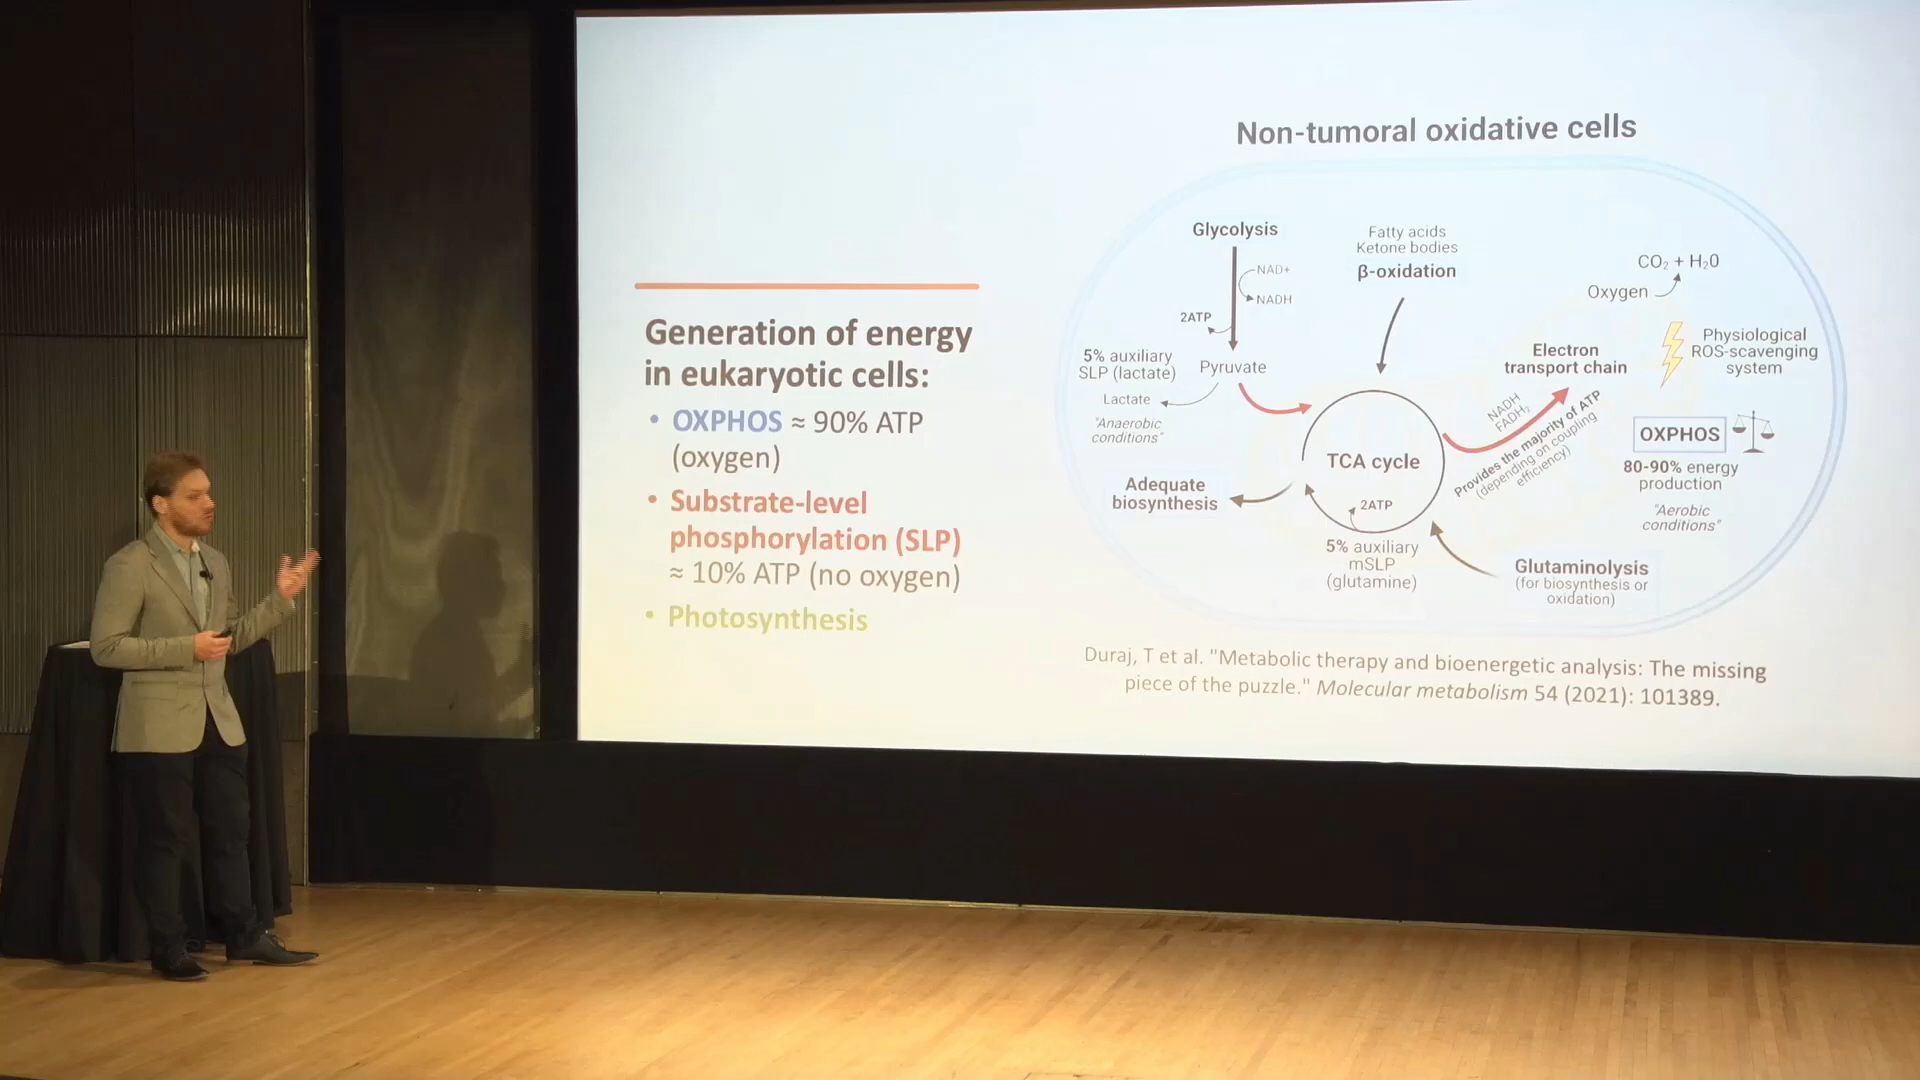 Generation of energy
in eukaryotic cells:
• OXPHOS ≈ 90% ATP
(oxygen)
• Substrate-level
phosphorylation (SLP)
≈ 10% ATP (no oxygen)
• Photosynthesis
Non-tumoral oxidative cells
Glycolysis
NAD+
NADH
2ATP
5% auxiliary
SLP (lactate)
Pyruvate
Lactate
"Anaerobic
conditions"
Fatty acids
Ketone bodies
β-oxidation
TCA cycle
2ATP
5% auxiliary
mSLP
(glutamine)
Adequate
biosynthesis
Glutaminolysis
(for biosynthesis or
oxidation)
NADH
FADH₂
Provides the majority of ATP
(depending on coupling
efficiency)
Electron
transport chain
Oxygen
CO₂ + H₂0
Physiological
ROS-scavenging
system
OXPHOS
80-90% energy
production
"Aerobic
conditions"
Duraj, T et al. "Metabolic therapy and bioenergetic analysis: The missing
piece of the puzzle." Molecular metabolism 54 (2021): 101389.